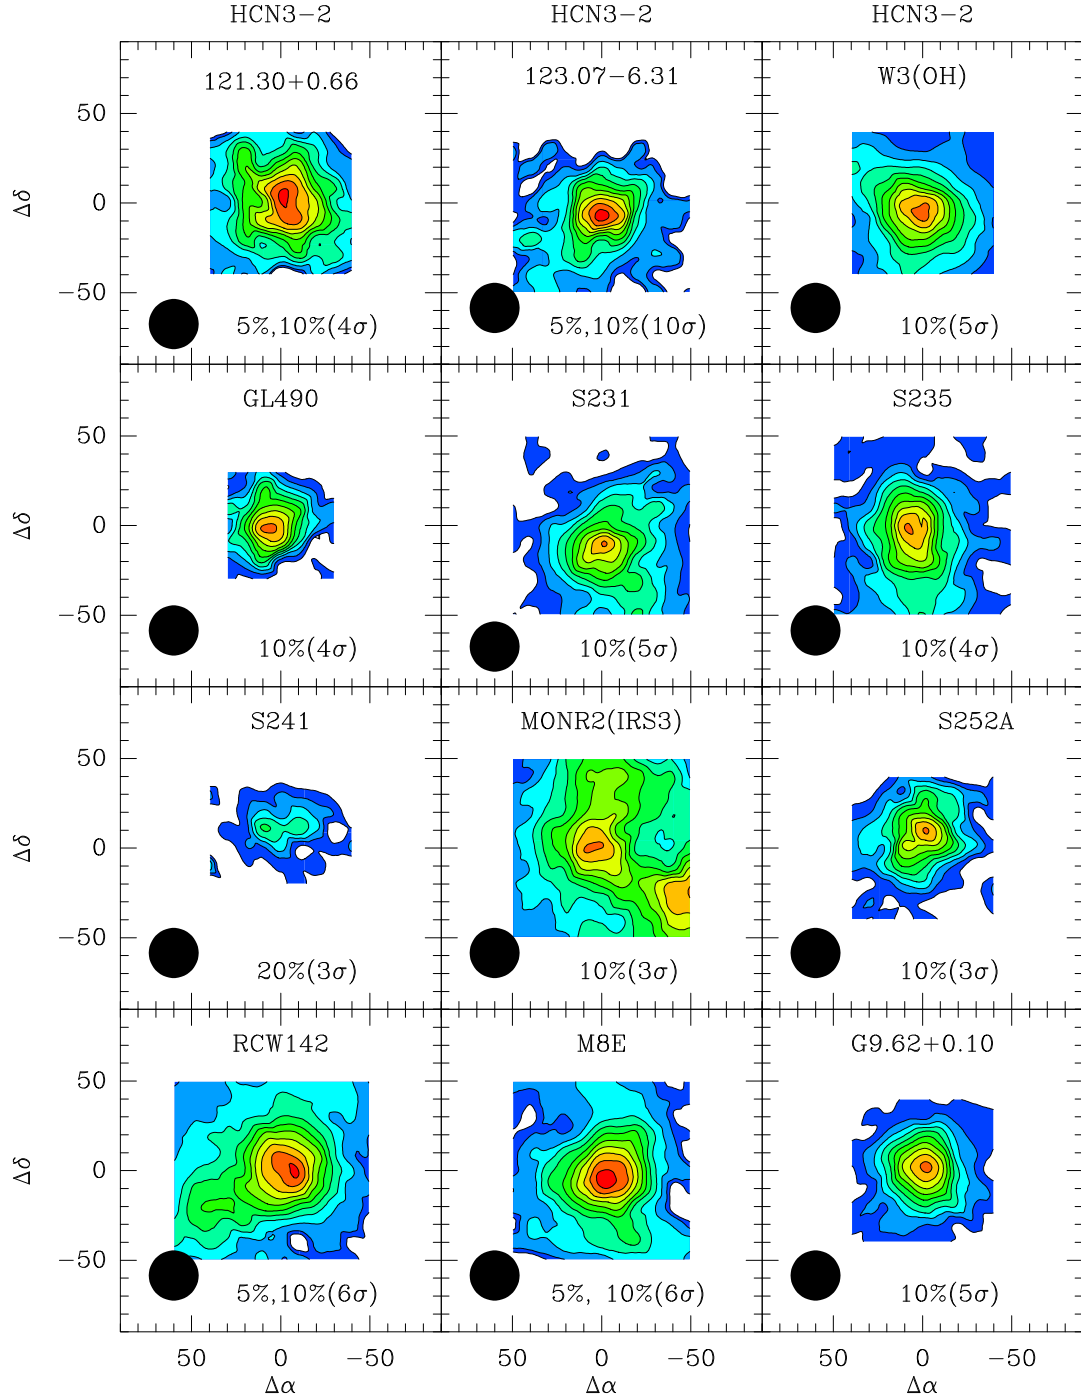 HCN3−2 HCN3−2 HCN3−2
121.30+0.66 123.07−6.31 W3(OH)
50
0
−50
Δδ
5%,10%(4σ) 5%,10%(10σ) 10%(5σ)
GL490 S231 S235
50
0
−50
Δδ
10%(4σ) 10%(5σ) 10%(4σ)
S241 MONR2(IRS3) S252A
50
0
−50
Δδ
20%(3σ) 10%(3σ) 10%(3σ)
RCW142 M8E G9.62+0.10
50
0
−50
Δδ
5%,10%(6σ) 5%, 10%(6σ) 10%(5σ)
50 0 −50 50 0 −50 50 0 −50
Δα Δα Δα